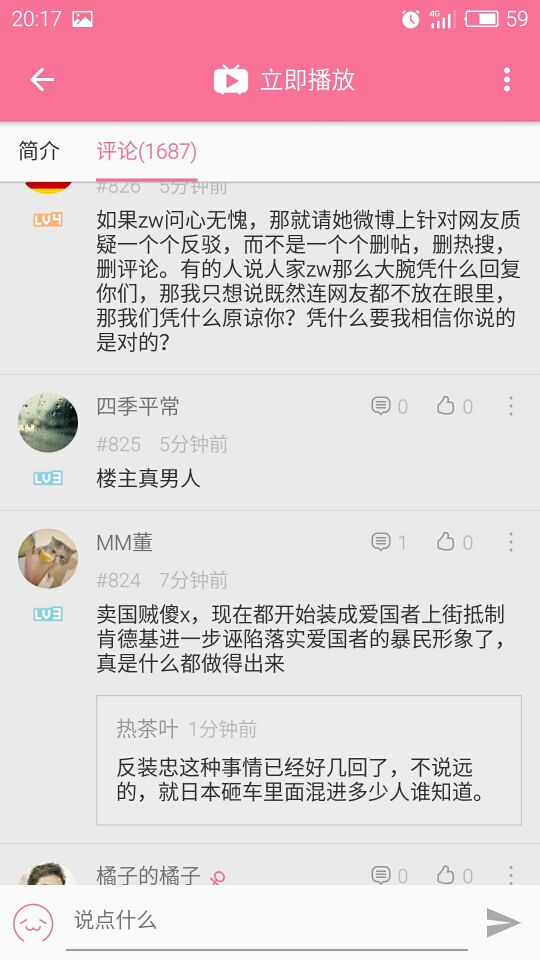 20:17
4G
59
立即播放
简介
评论(1687)
#826 5分钟前
LV4
如果zw问心无愧，那就请她微博上针对网友质
疑一个个反驳，而不是一个个删帖，删热搜，
删评论。有的人说人家zw那么大腕凭什么回复
你们，那我只想说既然连网友都不放在眼里，
那我们凭什么原谅你？凭什么要我相信你说的
是对的？
四季平常
0
0
#825 5分钟前
LV3
楼主真男人
MM董
1
0
#824 7分钟前
LV3
卖国贼傻x，现在都开始装成爱国者上街抵制
肯德基进一步诬陷落实爱国者的暴民形象了，
真是什么都做得出来
热茶叶 1分钟前
反装忠这种事情已经好几回了，不说远
的，就日本砸车里面混进多少人谁知道。
橘子的橘子
0
0
说点什么